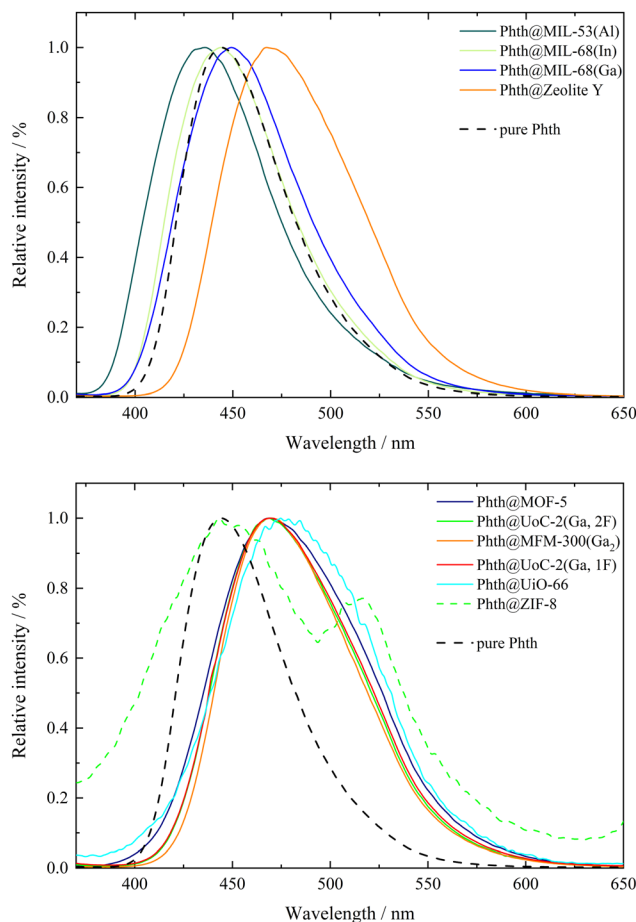 Phth@MIL-53(Al)
Phth@MIL-68(In)
Phth@MIL-68(Ga)
Phth@Zeolite Y
pure Phth
Relative intensity / %
1.0
0.8
0.6
0.4
0.2
0.0
400 450 500 550 600 650
Wavelength / nm
Phth@MOF-5
Phth@UoC-2(Ga, 2F)
Phth@MFM-300(Ga₂)
Phth@UoC-2(Ga, 1F)
Phth@UiO-66
Phth@ZIF-8
pure Phth
Relative intensity / %
1.0
0.8
0.6
0.4
0.2
0.0
400 450 500 550 600 650
Wavelength / nm